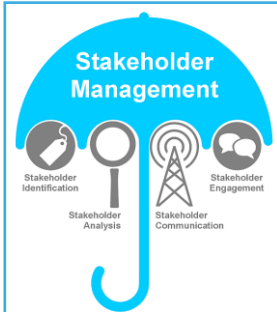 Stakeholder
Management
Stakeholder
Identification
Stakeholder
Analysis
Stakeholder
Communication
Stakeholder
Engagement